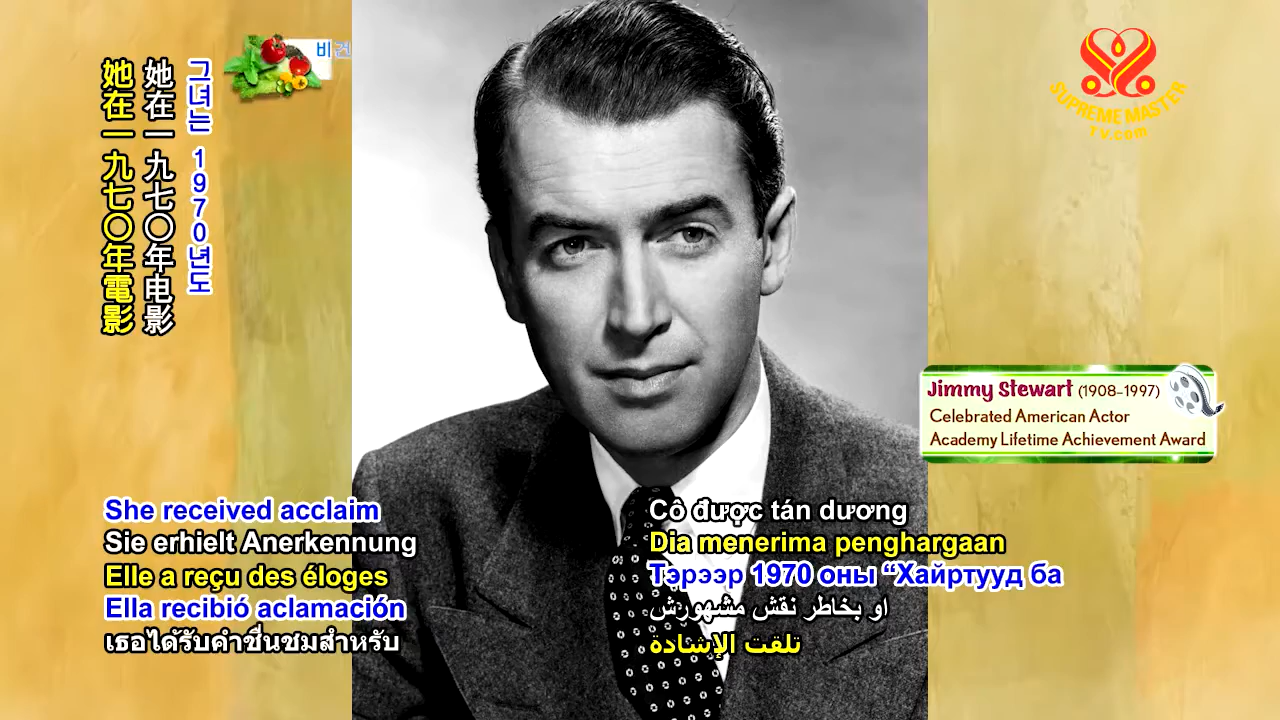 她在一九七〇年電影
她在一九七〇年电影
그녀는 1970년도
비건
SUPREME MASTER
TV.com
Jimmy Stewart (1908–1997)
Celebrated American Actor
Academy Lifetime Achievement Award
She received acclaim
Sie erhielt Anerkennung
Elle a reçu des éloges
Ella recibió aclamación
เธอได้รับคำชื่นชมสำหรับ
Cô được tán dương
Dia menerima penghargaan
Тэрээр 1970 оны “Хайртууд ба
او بخاطر نقش مشهورش
تلقت الإشادة